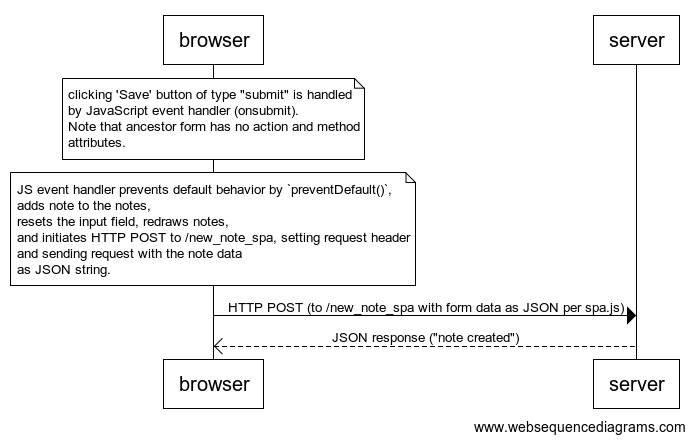 browser
server
clicking 'Save' button of type "submit" is handled
by JavaScript event handler (onsubmit).
Note that ancestor form has no action and method
attributes.
JS event handler prevents default behavior by `preventDefault()`,
adds note to the notes,
resets the input field, redraws notes,
and initiates HTTP POST to /new_note_spa, setting request header
and sending request with the note data
as JSON string.
HTTP POST (to /new_note_spa with form data as JSON per spa.js)
JSON response ("note created")
browser
server
www.websequencediagrams.com